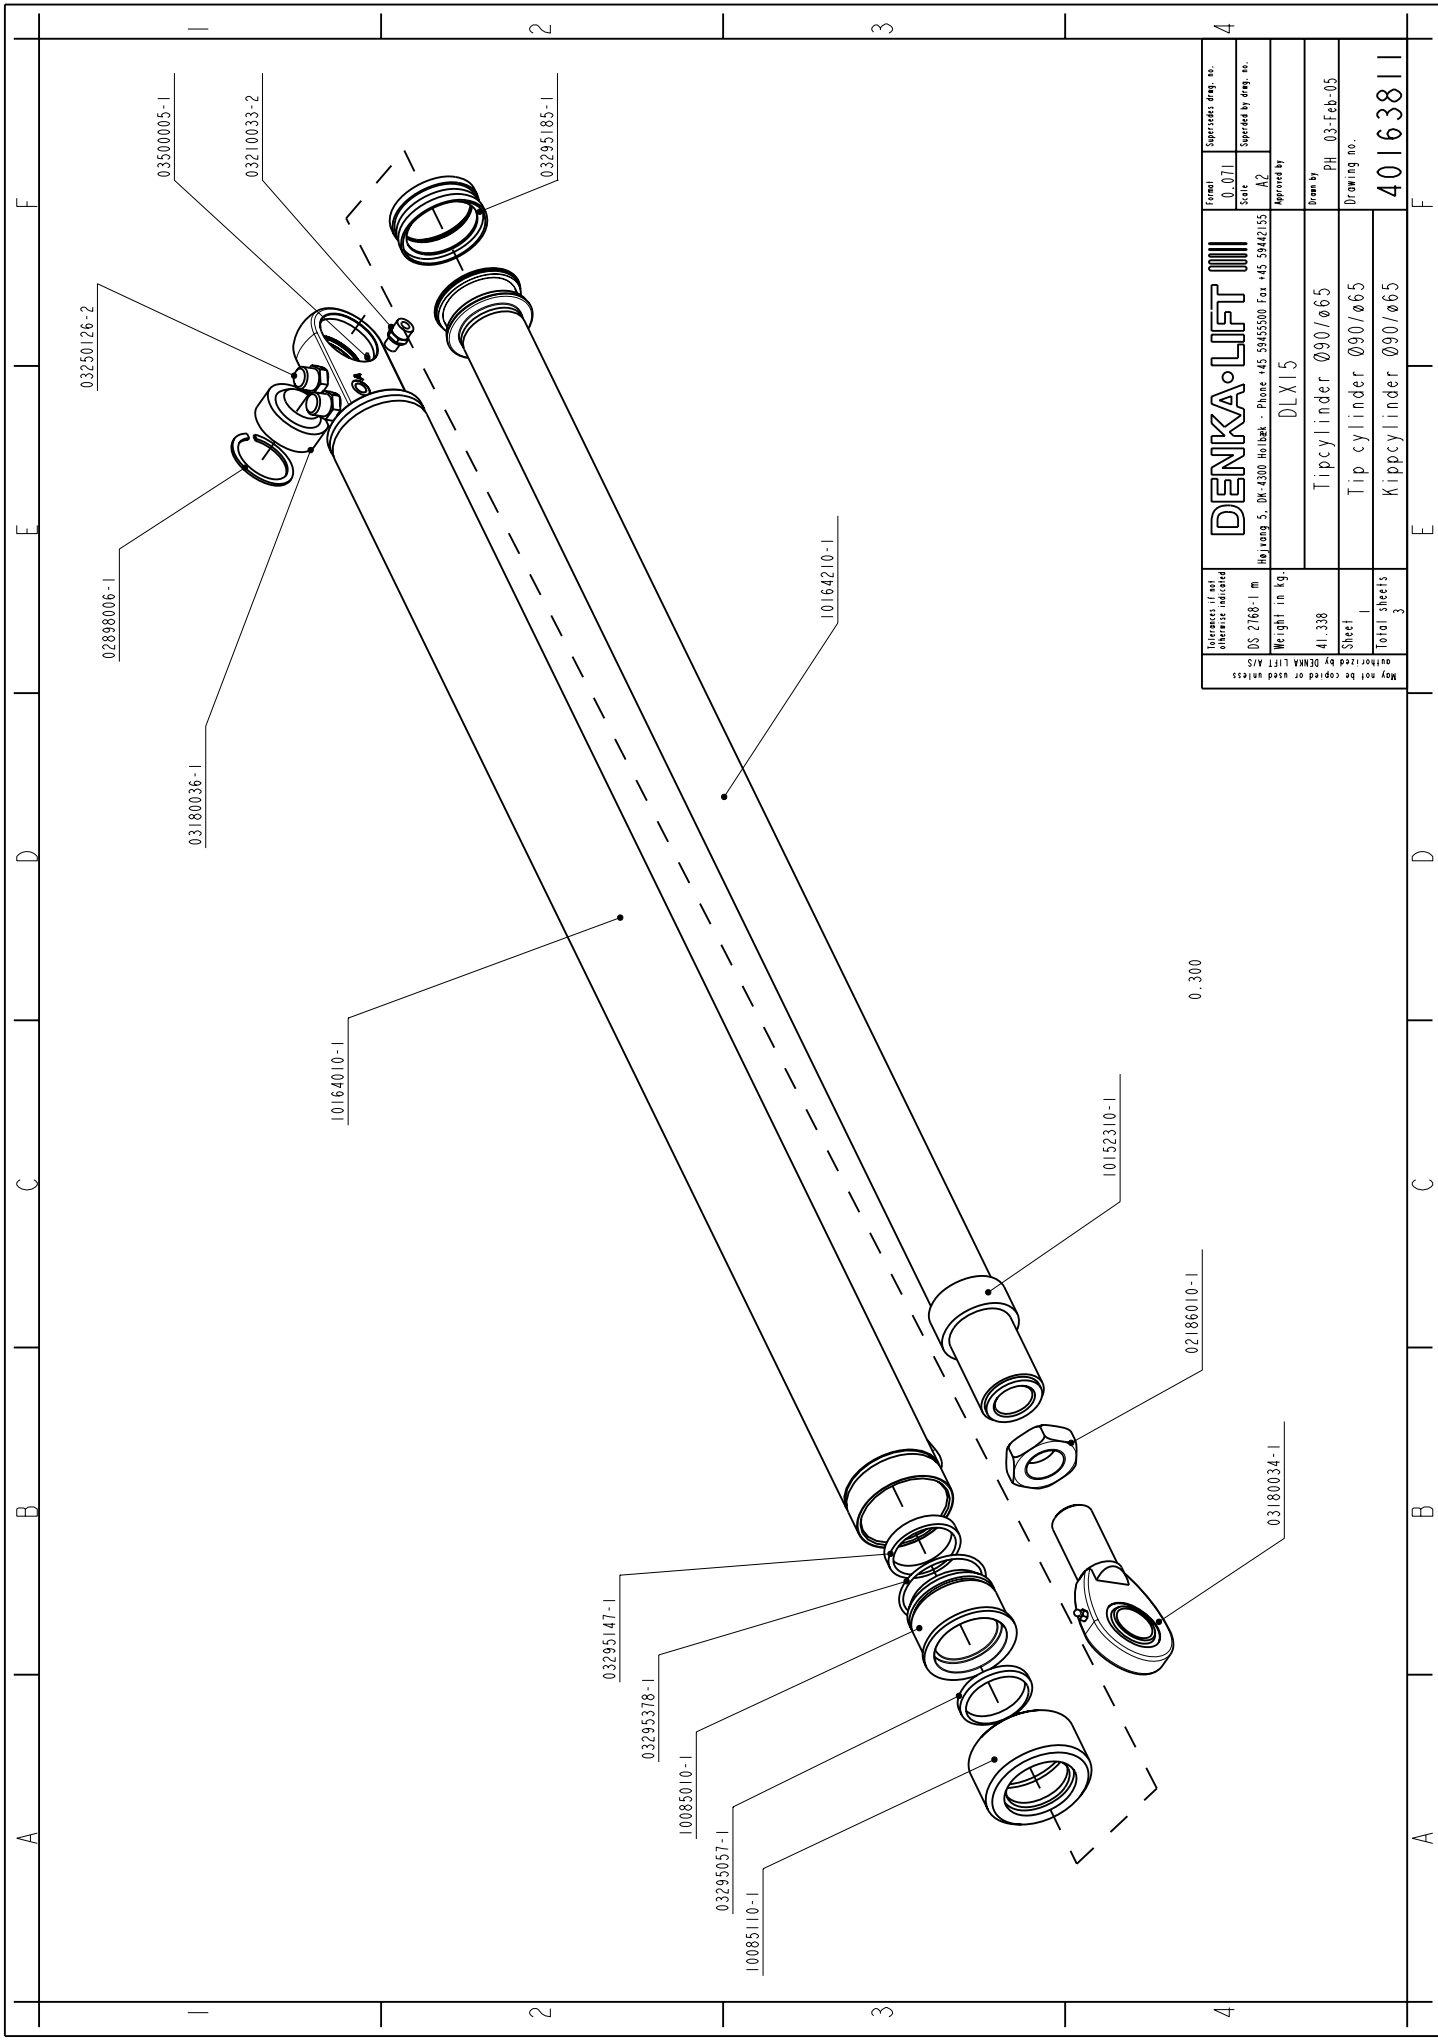 A
B
C
D
E
F
1
2
3
4
1
2
3
4
A
B
C
D
E
F
03500005-1
03210033-2
03295185-1
03250126-2
02898006-1
03180036-1
10164210-1
10164010-1
10152310-1
02186010-1
03180034-1
03295147-1
03295378-1
10085010-1
03295057-1
10085110-1
0.300
May not be copied or used unless
authorized by DENKA LIFT A/S
Tolerances if not
otherwise indicated
DS 2768-1 m
Weight in kg.
41.338
Sheet
1
Total sheets
3
DENKA•LIFT
Højvang 5, DK-4300 Holbæk - Phone +45 59455500 Fax +45 59442155
DLX15
Tipcylinder Ø90/ø65
Tip cylinder Ø90/ø65
Kippcylinder Ø90/ø65
Format
0.071
Scale
A2
Supersedes drwg. no.
Superded by drwg. no.
Approved by
Drawn by
PH 03-Feb-05
Drawing no.
40163811